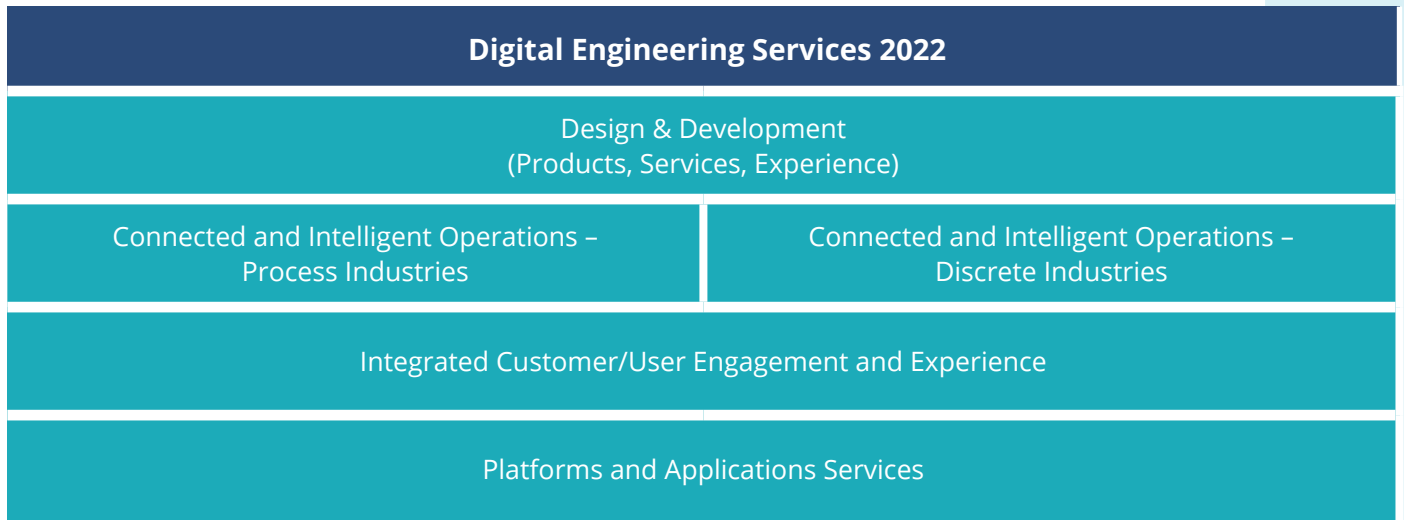 Digital Engineering Services 2022
Design & Development
(Products, Services, Experience)
Connected and Intelligent Operations –
Process Industries
Connected and Intelligent Operations –
Discrete Industries
Integrated Customer/User Engagement and Experience
Platforms and Applications Services